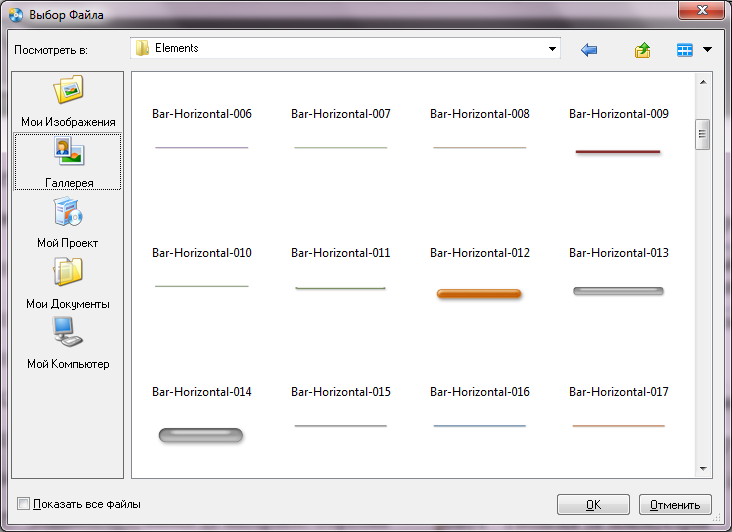 Выбор Файла
Посмотреть в:
Elements
Мои Изображения
Галлерея
Мой Проект
Мои Документы
Мой Компьютер
Bar-Horizontal-006 Bar-Horizontal-007 Bar-Horizontal-008 Bar-Horizontal-009
Bar-Horizontal-010 Bar-Horizontal-011 Bar-Horizontal-012 Bar-Horizontal-013
Bar-Horizontal-014 Bar-Horizontal-015 Bar-Horizontal-016 Bar-Horizontal-017
Показать все файлы
OK
Отменить